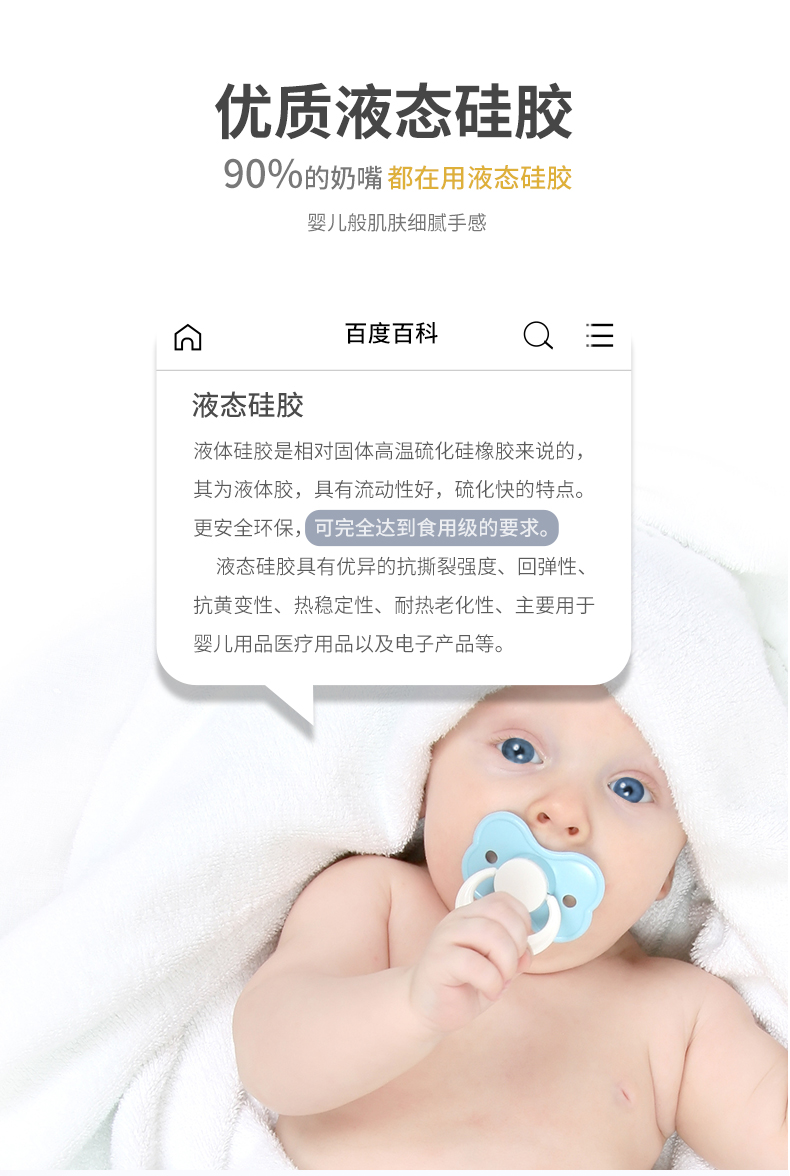 优质液态硅胶
90%的奶嘴 都在用液态硅胶
婴儿般肌肤细腻手感
百度百科
液态硅胶
液体硅胶是相对固体高温硫化硅橡胶来说的，
其为液体胶，具有流动性好，硫化快的特点。
更安全环保，可完全达到食用级的要求。
液态硅胶具有优异的抗撕裂强度、回弹性、
抗黄变性、热稳定性、耐热老化性、主要用于
婴儿用品医疗用品以及电子产品等。